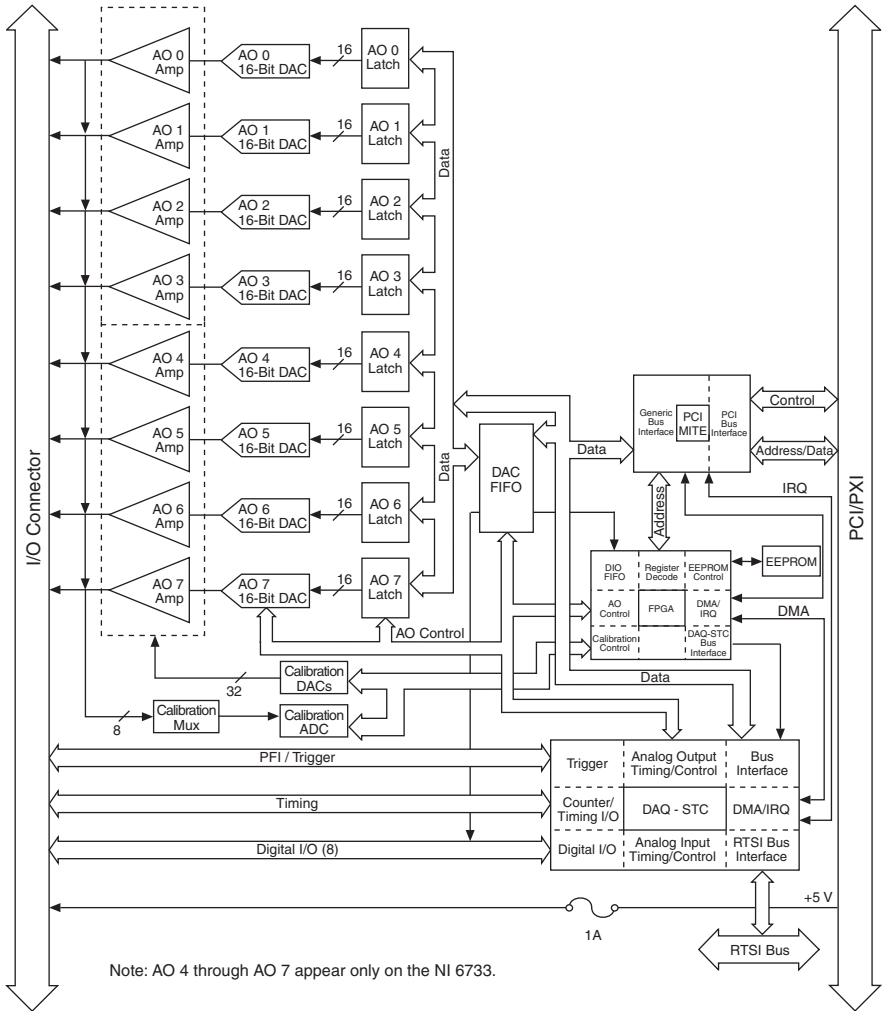 AO 0
Amp
AO 0
16-Bit DAC
16
AO 0
Latch
AO 1
Amp
AO 1
16-Bit DAC
16
AO 1
Latch
Data
AO 2
Amp
AO 2
16-Bit DAC
16
AO 2
Latch
AO 3
Amp
AO 3
16-Bit DAC
16
AO 3
Latch
AO 4
Amp
AO 4
16-Bit DAC
16
AO 4
Latch
AO 5
Amp
AO 5
16-Bit DAC
16
AO 5
Latch
Data
AO 6
Amp
AO 6
16-Bit DAC
16
AO 6
Latch
AO 7
Amp
AO 7
16-Bit DAC
16
AO 7
Latch
I/O Connector
DAC
FIFO
Data
Generic
Bus
Interface
PCI
MITE
PCI
Bus
Interface
Control
Address/Data
IRQ
PCI/PXI
Address
DIO
FIFO
Register
Decode
EEPROM
Control
EEPROM
AO
Control
FPGA
DMA/
IRQ
DMA
Calibration
Control
DAQ-STC
Bus
Interface
AO Control
Data
32
Calibration
DACs
8
Calibration
Mux
Calibration
ADC
PFI / Trigger
Timing
Digital I/O (8)
Trigger
Analog Output
Timing/Control
Bus
Interface
Counter/
Timing I/O
DAQ - STC
DMA/IRQ
Digital I/O
Analog Input
Timing/Control
RTSI Bus
Interface
+5 V
1A
RTSI Bus
Note: AO 4 through AO 7 appear only on the NI 6733.